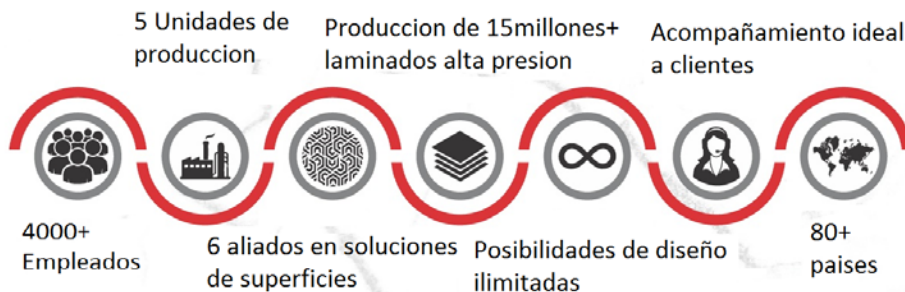 5 Unidades de
produccion
Produccion de 15millones+
laminados alta presion
Acompañamiento ideal
a clientes
4000+
Empleados
6 aliados en soluciones
de superficies
Posibilidades de diseño
ilimitadas
80+
paises